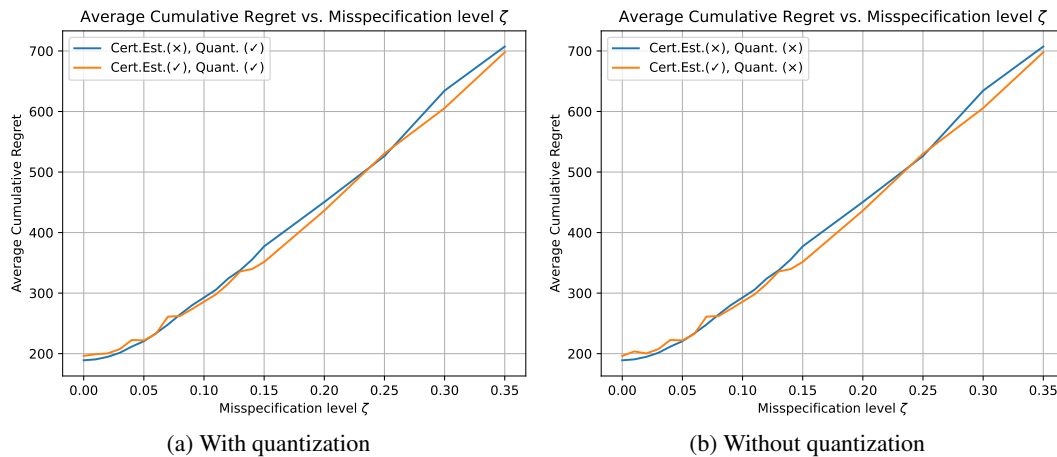 Average Cumulative Regret vs. Misspecification level ζ
Cert.Est.(×), Quant. (✓)
Cert.Est.(✓), Quant. (✓)
700
600
500
400
300
200
Average Cumulative Regret
0.00 0.05 0.10 0.15 0.20 0.25 0.30 0.35
Misspecification level ζ
(a) With quantization
Average Cumulative Regret vs. Misspecification level ζ
Cert.Est.(×), Quant. (×)
Cert.Est.(✓), Quant. (×)
700
600
500
400
300
200
Average Cumulative Regret
0.00 0.05 0.10 0.15 0.20 0.25 0.30 0.35
Misspecification level ζ
(b) Without quantization